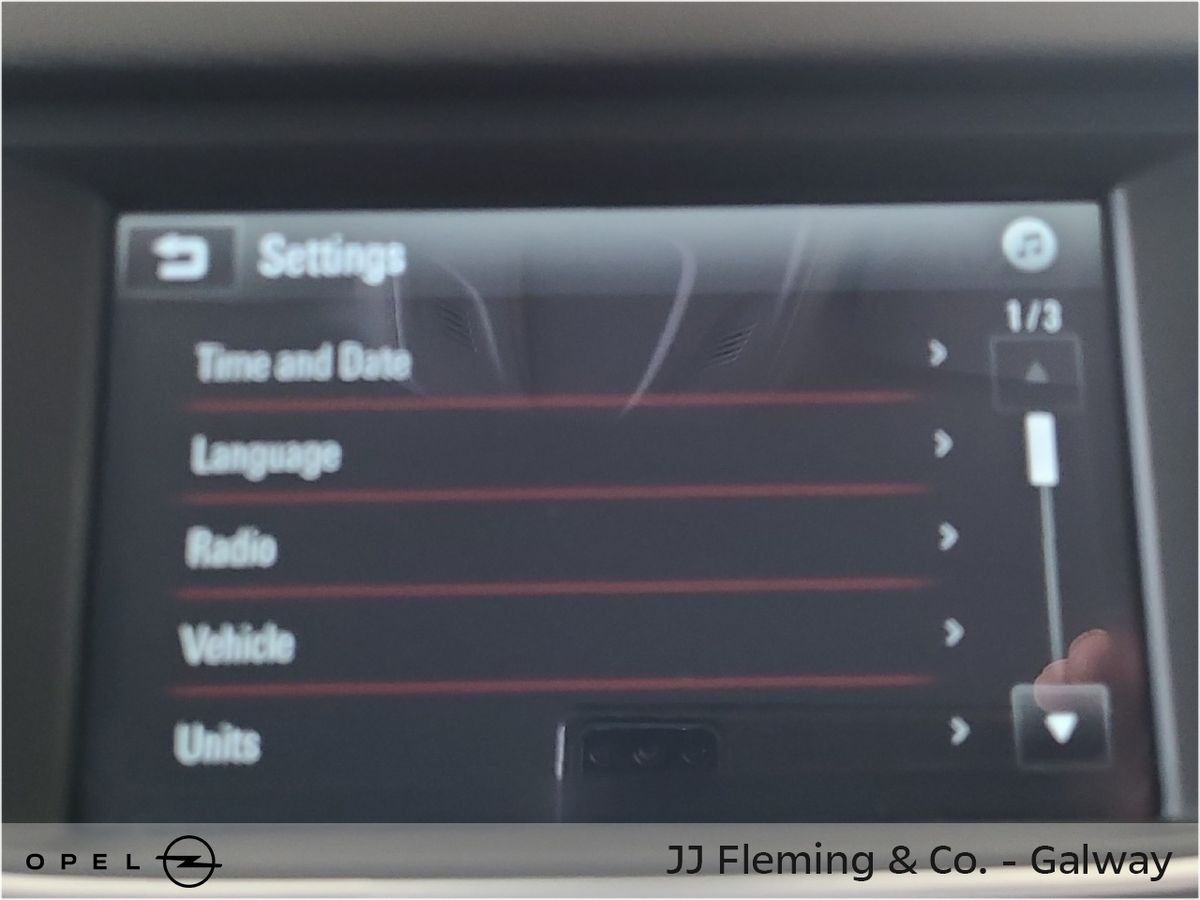 Settings
1/3
Time and Date
Language
Radio
Vehicle
Units
OPEL
JJ Fleming & Co. - Galway